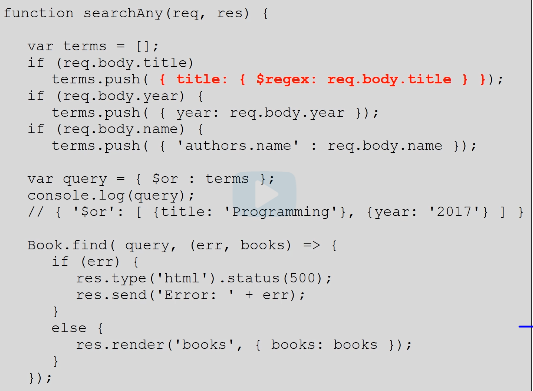 function searchAny(req, res) {
var terms = [];
if (req.body.title)
terms.push( { title: { $regex: req.body.title } });
if (req.body.year) {
terms.push( { year: req.body.year });
if (req.body.name) {
terms.push( { 'authors.name' : req.body.name });
var query = { $or : terms };
console.log(query);
// { '$or': [ {title: 'Programming'}, {year: '2017'} ] }
Book.find( query, (err, books) => {
if (err) {
res.type('html').status(500);
res.send('Error: ' + err);
}
else {
res.render('books', { books: books });
}
});